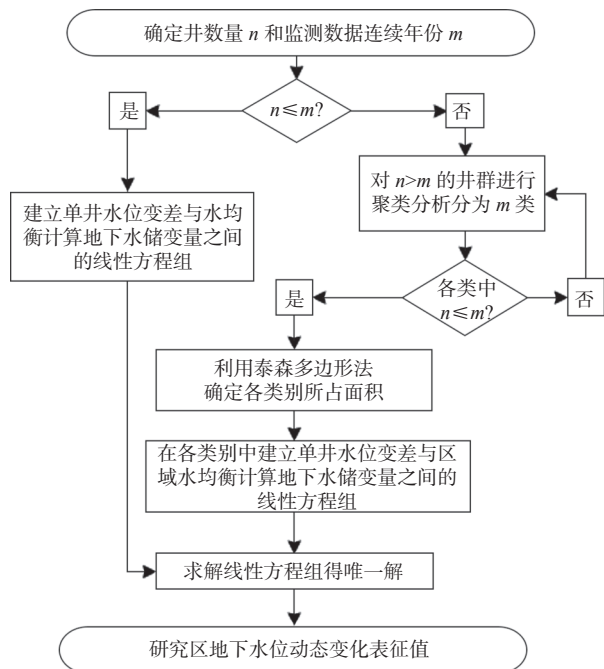 确定井数量 n 和监测数据连续年份 m
是
n≤m?
否
建立单井水位变差与水均
衡计算地下水储变量之间
的线性方程组
对 n>m 的井群进行
聚类分析分为 m 类
是
各类中
n≤m?
否
利用泰森多边形法
确定各类别所占面积
在各类别中建立单井水位变差与区
域水均衡计算地下水储变量之间的
线性方程组
求解线性方程组得唯一解
研究区地下水位动态变化表征值